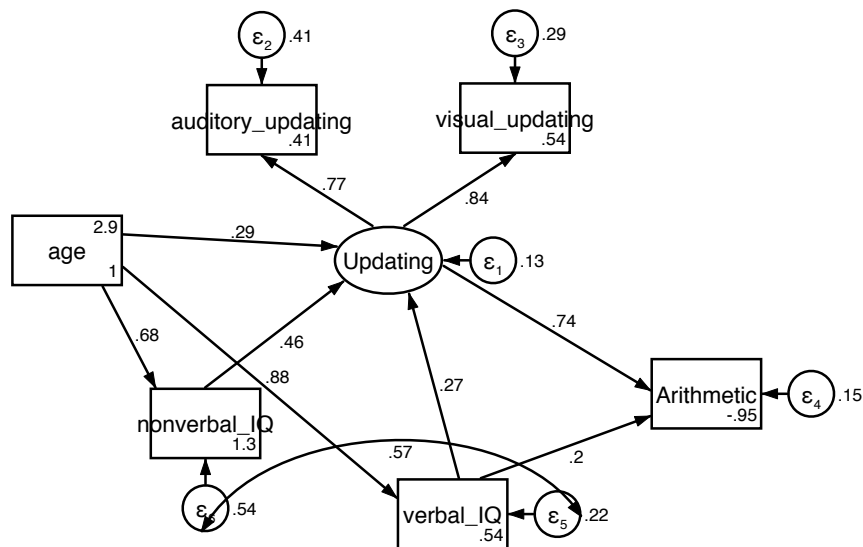 ε2 .41
ε3 .29
auditory_updating
.41
visual_updating
.54
.77
.84
2.9
age
1
.29
Updating
ε1 .13
.68
.46
.88
.27
.74
nonverbal_IQ
1.3
Arithmetic
-.95
ε4 .15
.57
.2
.54
verbal_IQ
.54
ε5 .22